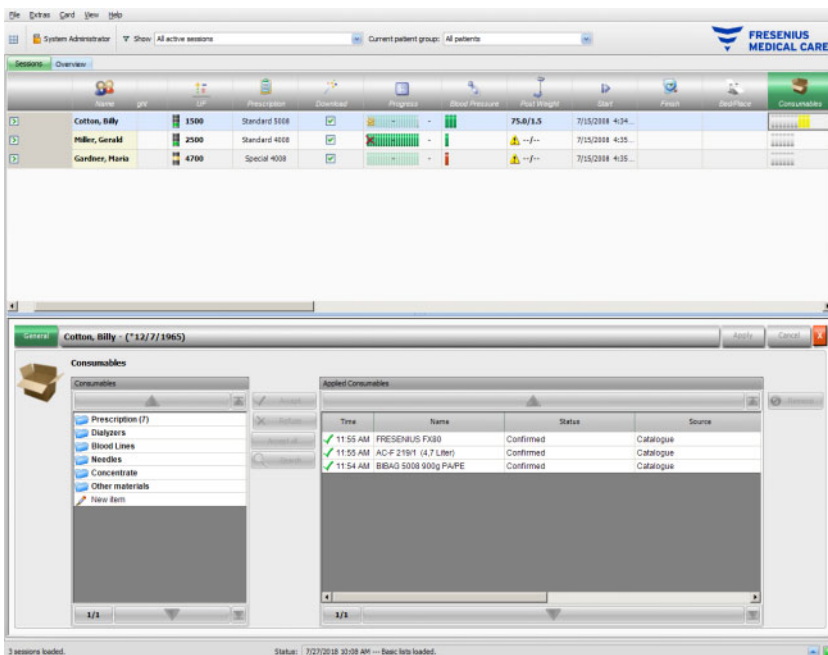 File Extras Card View Help
System Administrator Show All active sessions Current patient group: All patients
FRESENIUS
MEDICAL CARE
Sessions Overview
Name ght UF Prescription Download Progress Blood Pressure Post Weight Start Finish Bed/Place Consumables
Cotton, Billy 1500 Standard 5008 - - 75.0/1.5 7/15/2008 4:34...
Miller, Gerald 2500 Standard 4008 - --/-- 7/15/2008 4:35...
Gardner, Maria 4700 Special 4008 - - --/-- 7/15/2008 4:35...
General Cotton, Billy - (*12/7/1965) Apply Cancel X
Consumables
Consumables Applied Consumables
Accept Remove
Prescription (7)
Dialyzers
Blood Lines
Needles
Concentrate
Other materials
New item
Refuse
Accept all
Search
Time Name Status Source
11:55 AM FRESENIUS FX80 Confirmed Catalogue
11:55 AM AC-F 219/1 (4,7 Liter) Confirmed Catalogue
11:54 AM BIBAG 5008 900g PA/PE Confirmed Catalogue
1/1 1/1
3 sessions loaded. Status: 7/27/2018 10:08 AM --- Basic lists loaded.